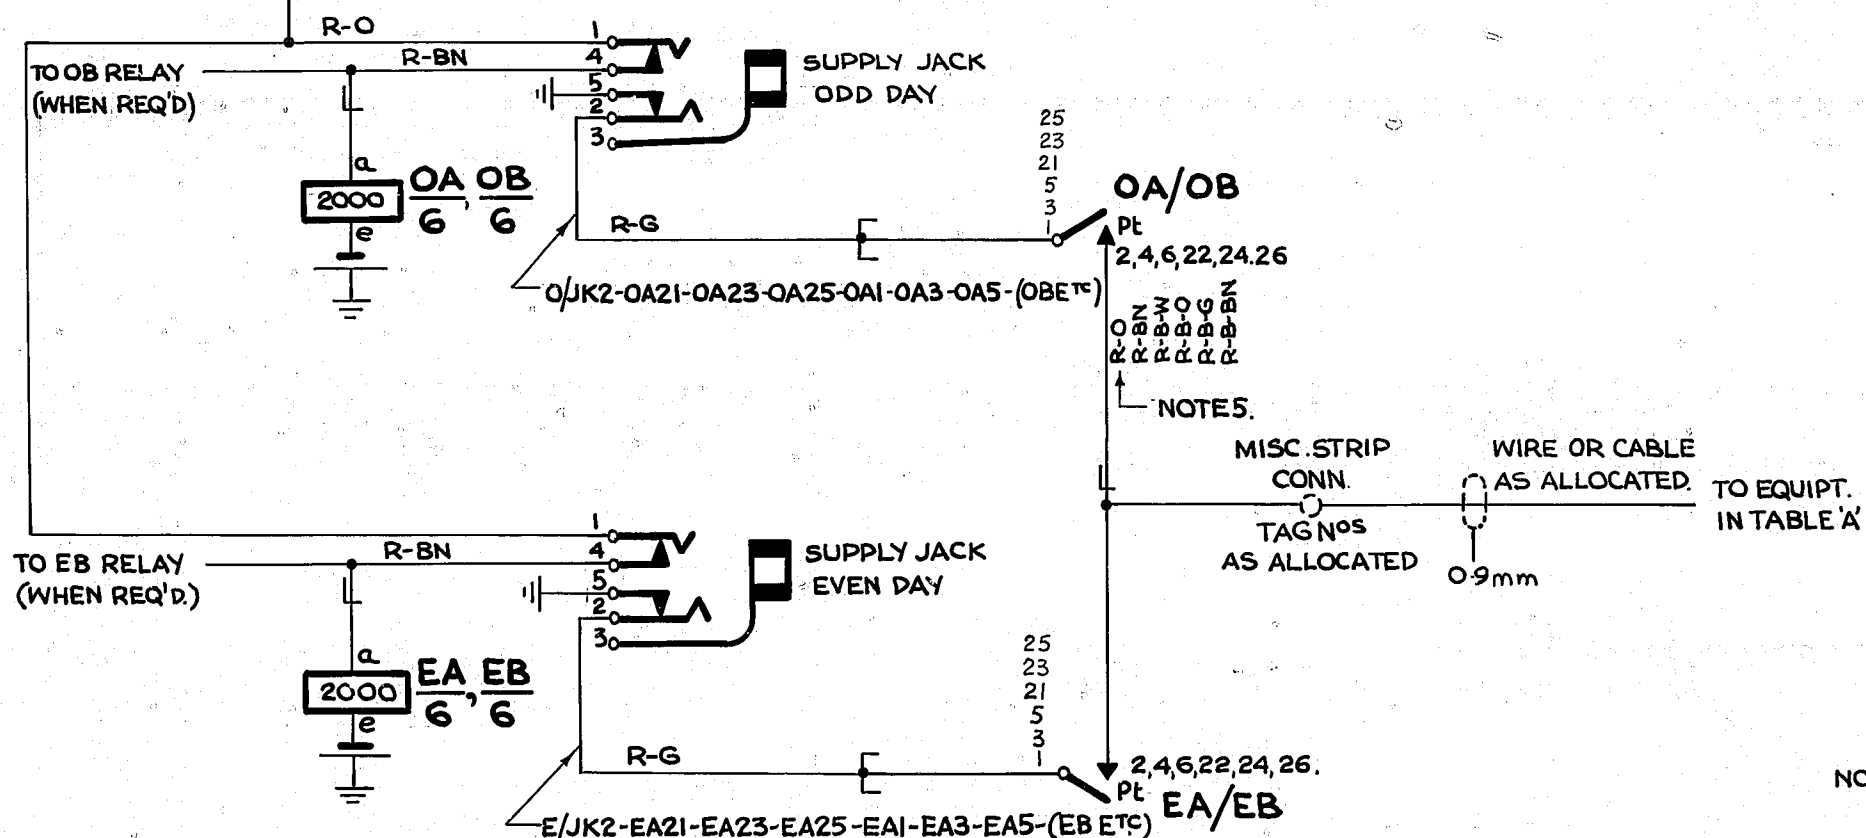 R-O
R-BN
TO OB RELAY
(WHEN REQ'D)
1
4
5
2
3
SUPPLY JACK
ODD DAY
a
2000
e
OA/6, OB/6
R-G
25
23
21
5
3
1
OA/OB
Pt
2,4,6,22,24.26
O/JK2-OA21-OA23-OA25-OA1-OA3-OA5-(OBETC)
R-O
R-BN
R-B-W
R-B-O
R-B-G
R-B-BN
NOTE 5.
MISC. STRIP
CONN.
TAG NOS
AS ALLOCATED
WIRE OR CABLE
AS ALLOCATED.
0.9mm
TO EQUIPT.
IN TABLE 'A'
R-BN
TO EB RELAY
(WHEN REQ'D.)
1
4
5
2
3
SUPPLY JACK
EVEN DAY
a
2000
e
EA/6, EB/6
R-G
25
23
21
5
3
1
2,4,6,22,24,26.
Pt
EA/EB
E/JK2-EA21-EA23-EA25-EA1-EA3-EA5-(EB ETC)